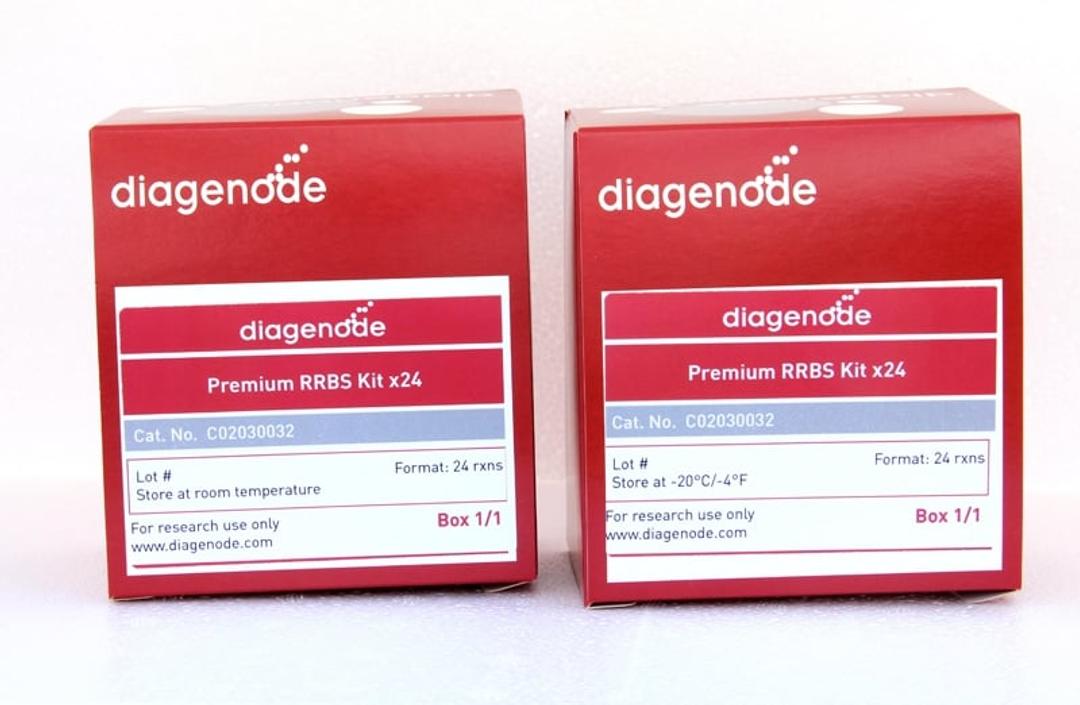 diagenode
diagenode
Premium RRBS Kit x24
Cat. No. C02030032
Lot #
Format: 24 rxns
Store at room temperature
For research use only
Box 1/1
www.diagenode.com
diagenode
diagenode
Premium RRBS Kit x24
Cat. No. C02030032
Lot #
Format: 24 rxns
Store at -20°C/-4°F
For research use only
Box 1/1
www.diagenode.com